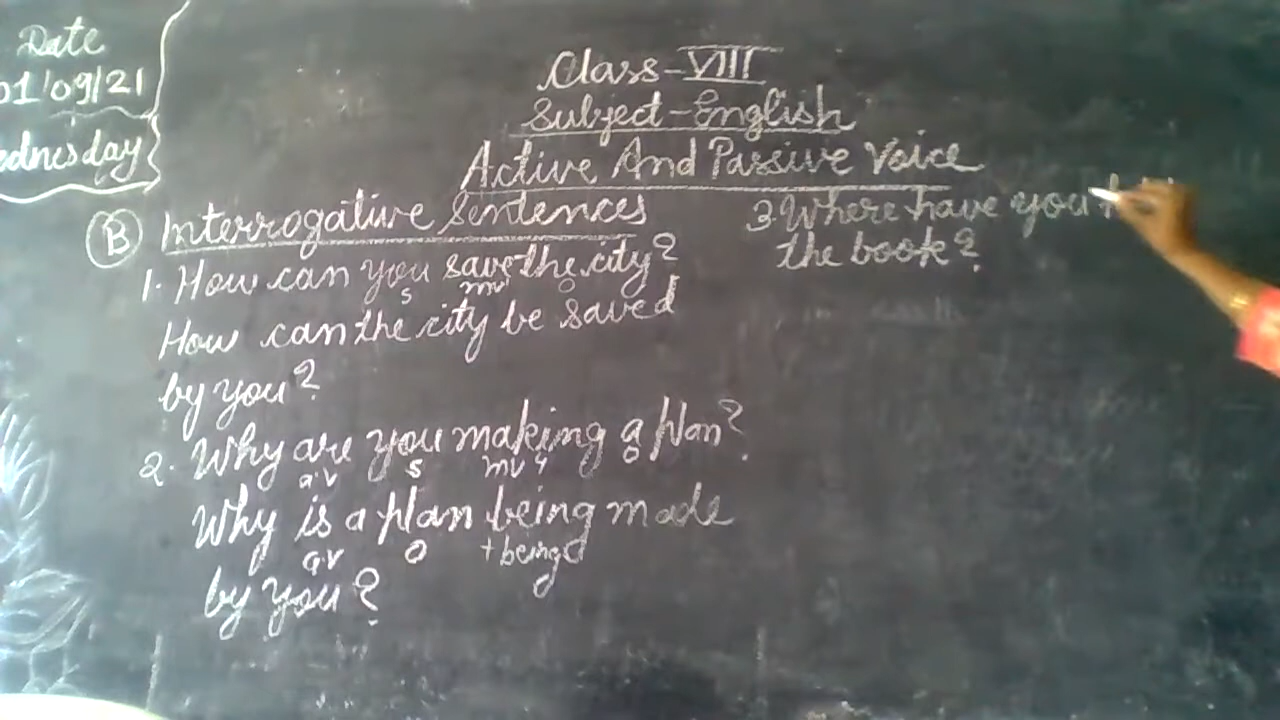 Date
01/09/21
Wednesday
Class-VIII
Subject-English
Active And Passive Voice
(B) Interrogative Sentences
1. How can you save the city?
s mv o
How can the city be saved
by you?
2. Why are you making a plan?
a.v s mv 4 o
Why is a plan being made
a.v o +being
by you?
3. Where have you
the book?